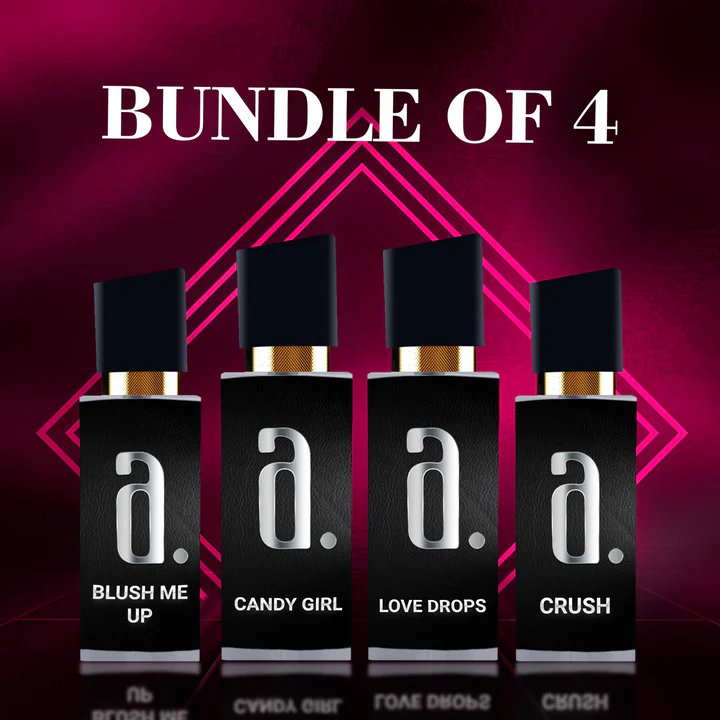 BUNDLE OF 4
a.
a.
a.
a.
BLUSH ME
UP
CANDY GIRL
LOVE DROPS
CRUSH